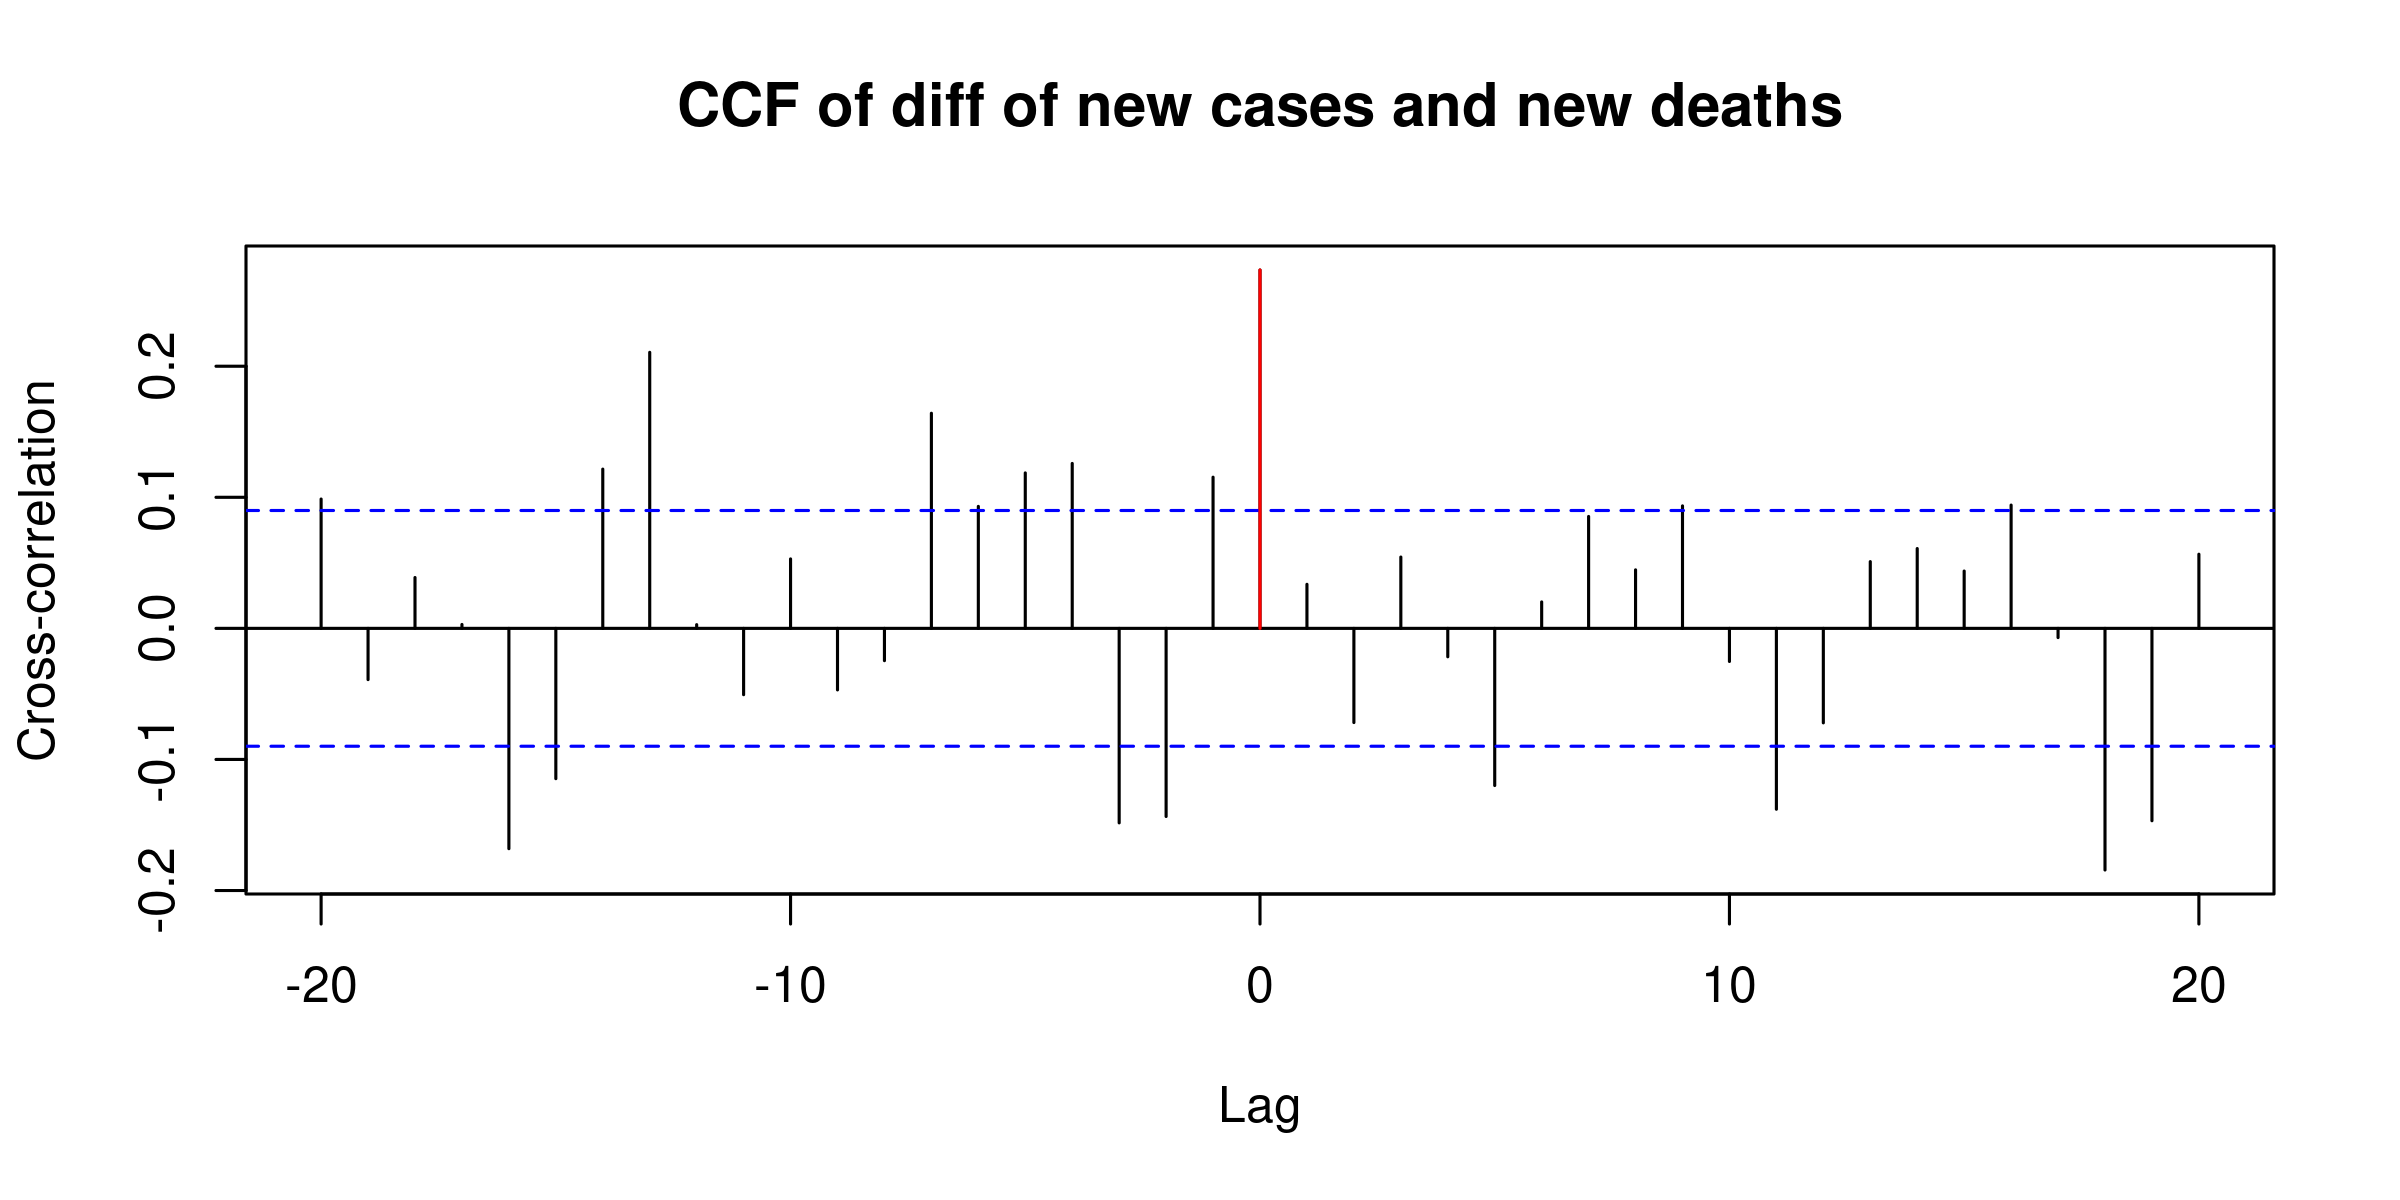 CCF of diff of new cases and new deaths
Cross-correlation
0.2
0.1
0.0
-0.1
-0.2
-20 -10 0 10 20
Lag